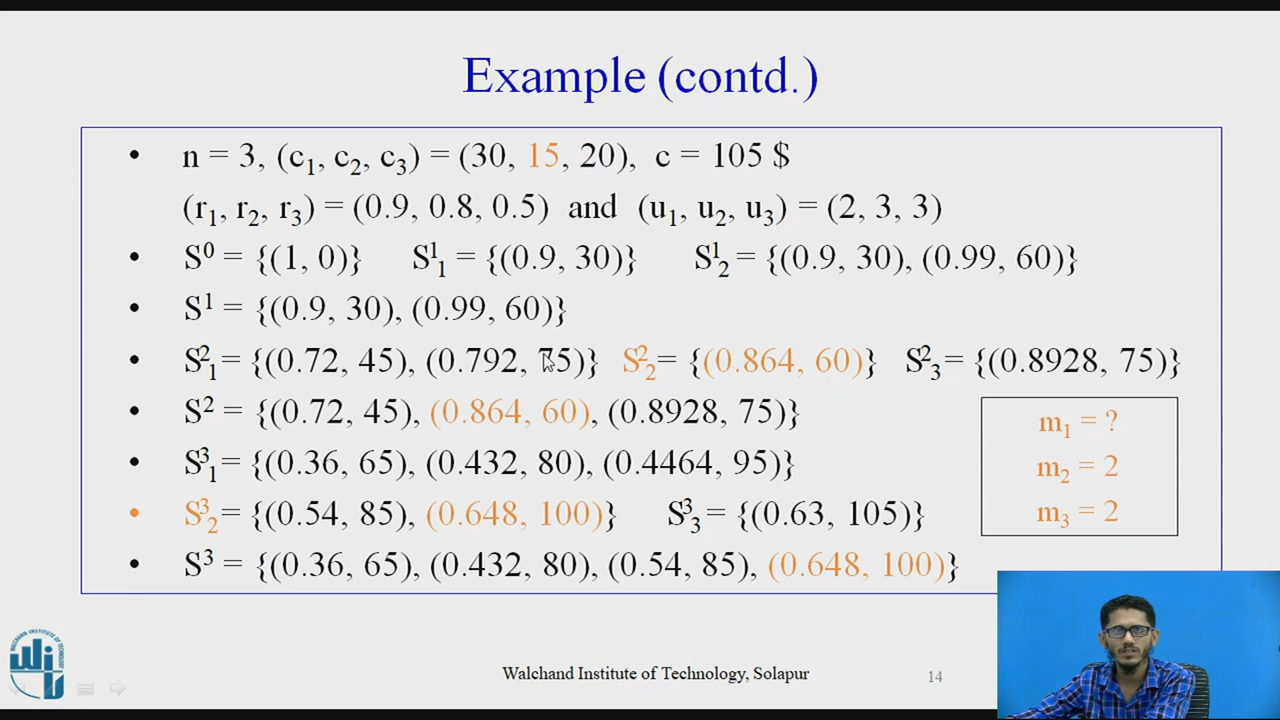 Example (contd.)
• n = 3, (c₁, c₂, c₃) = (30, 15, 20), c = 105 $
(r₁, r₂, r₃) = (0.9, 0.8, 0.5) and (u₁, u₂, u₃) = (2, 3, 3)
• S⁰ = {(1, 0)} S¹₁ = {(0.9, 30)} S¹₂ = {(0.9, 30), (0.99, 60)}
• S¹ = {(0.9, 30), (0.99, 60)}
• S²₁ = {(0.72, 45), (0.792, 75)} S²₂ = {(0.864, 60)} S²₃ = {(0.8928, 75)}
• S² = {(0.72, 45), (0.864, 60), (0.8928, 75)}
• S³₁ = {(0.36, 65), (0.432, 80), (0.4464, 95)}
• S³₂ = {(0.54, 85), (0.648, 100)} S³₃ = {(0.63, 105)}
• S³ = {(0.36, 65), (0.432, 80), (0.54, 85), (0.648, 100)}
m₁ = ?
m₂ = 2
m₃ = 2
Walchand Institute of Technology, Solapur
14